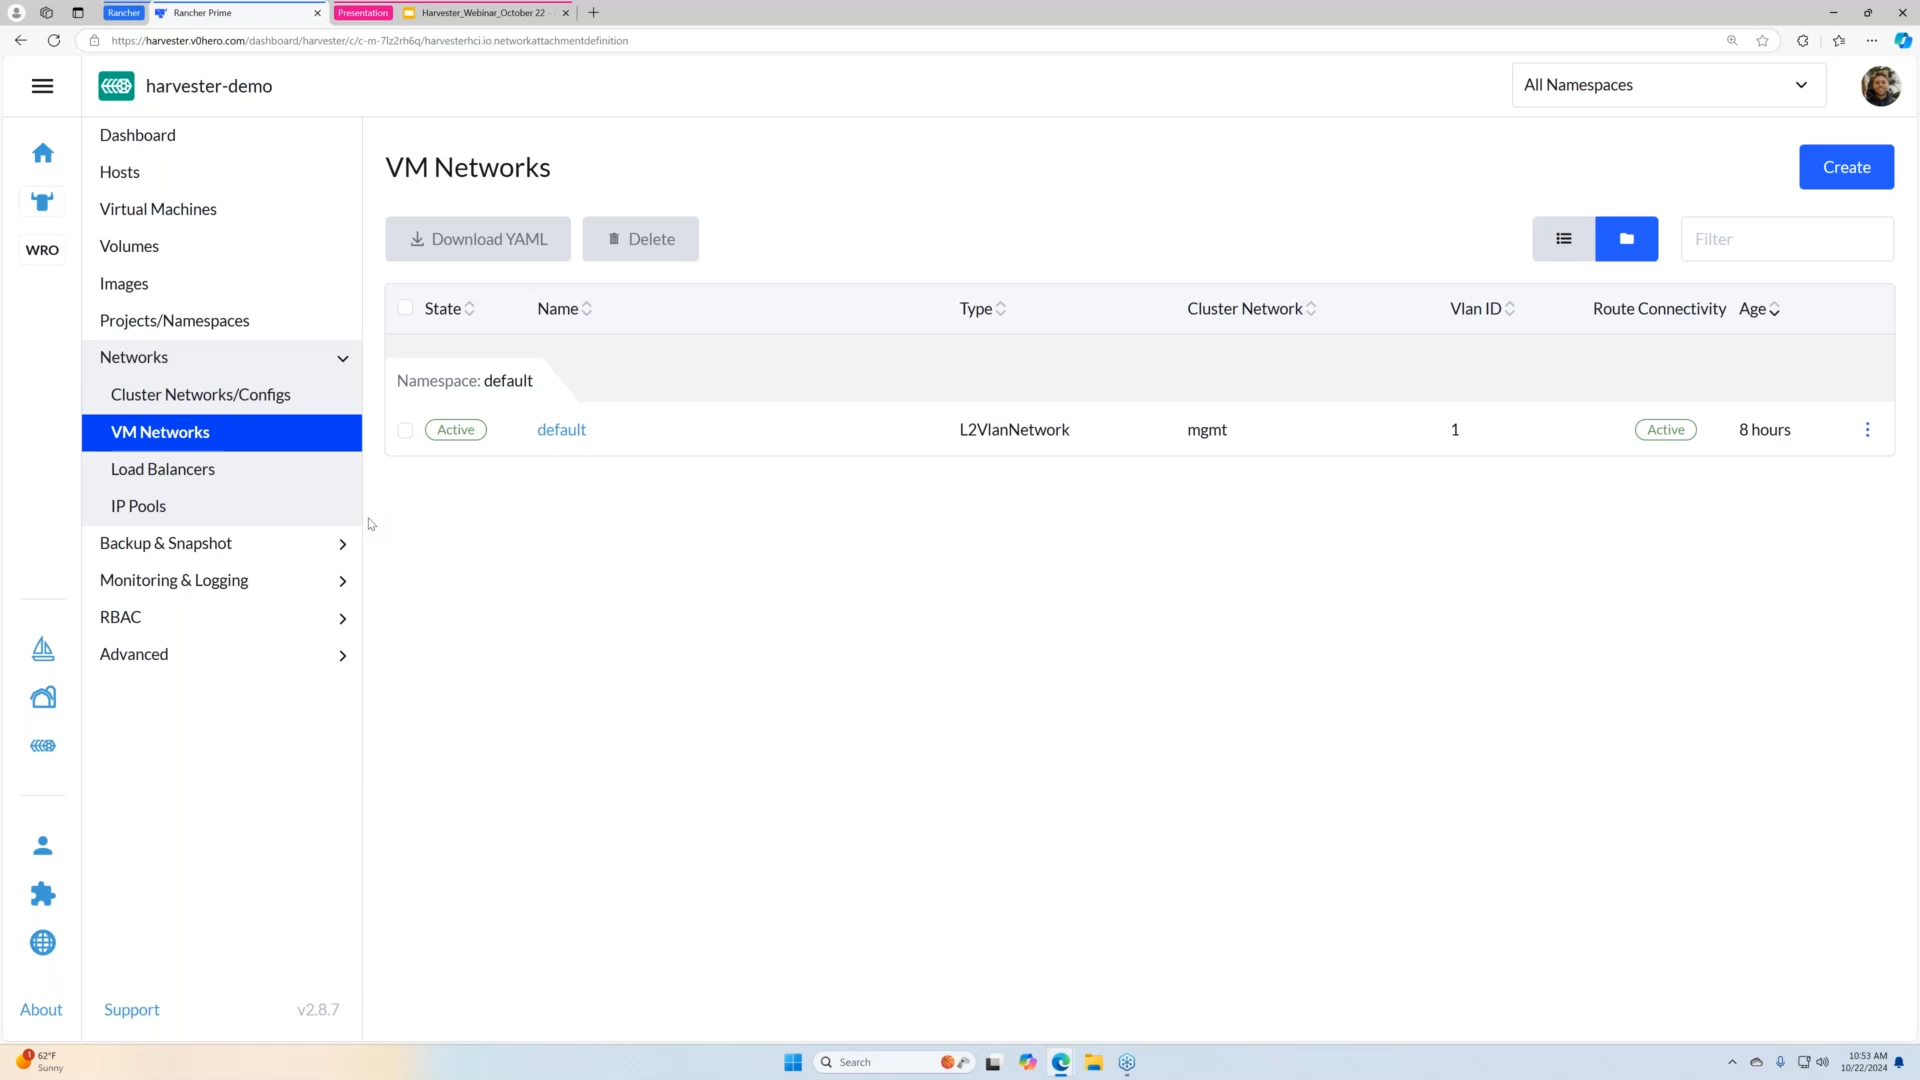 Rancher
Rancher Prime
Presentation
Harvester_Webinar_October 22 -
https://harvester.v0hero.com/dashboard/harvester/c/c-m-7lz2rh6q/harvesterhci.io.networkattachmentdefinition
harvester-demo
All Namespaces
WRO
Dashboard
Hosts
Virtual Machines
Volumes
Images
Projects/Namespaces
Networks
Cluster Networks/Configs
VM Networks
Load Balancers
IP Pools
Backup & Snapshot
Monitoring & Logging
RBAC
Advanced
VM Networks
Create
Download YAML
Delete
Filter
State Name Type Cluster Network Vlan ID Route Connectivity Age
Namespace: default
Active default L2VlanNetwork mgmt 1 Active 8 hours
About
Support
v2.8.7
1
62°F
Sunny
Search
10:53 AM
10/22/2024